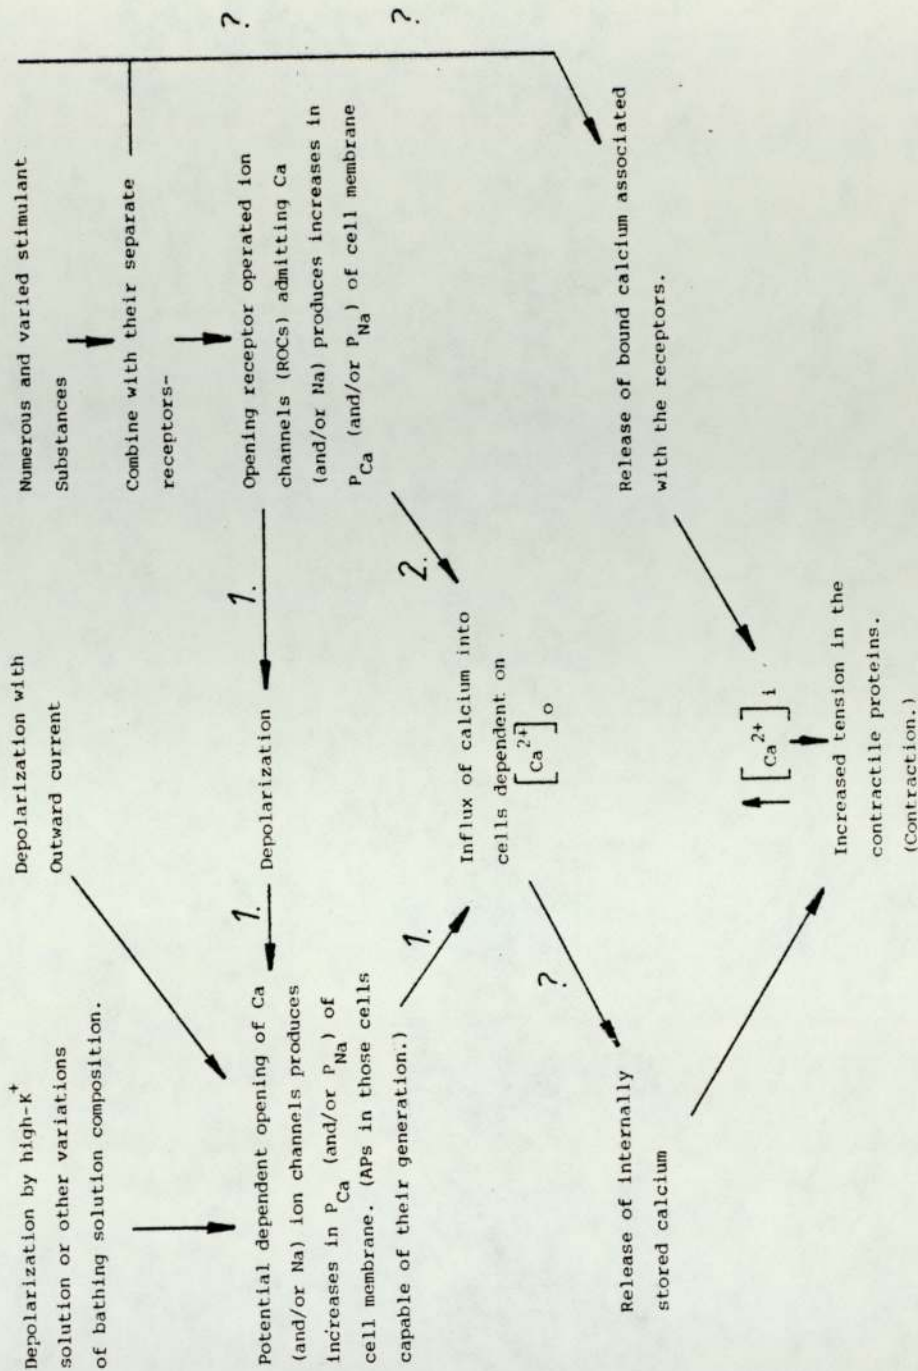 Depolarization by high-K+
solution or other variations
of bathing solution composition.
Depolarization with
Outward current
Numerous and varied stimulant
Substances
Combine with their separate
receptors-
?
?
Potential dependent opening of Ca
(and/or Na) ion channels produces
increases in PCa (and/or PNa) of
cell membrane. (APs in those cells
capable of their generation.)
1.
Depolarization
1.
Opening receptor operated ion
channels (ROCs) admitting Ca
(and/or Na) produces increases in
PCa (and/or PNa) of cell membrane
1.
2.
Influx of calcium into
cells dependent on
[Ca2+]o
?
Release of internally
stored calcium
Release of bound calcium associated
with the receptors.
[Ca2+]i
Increased tension in the
contractile proteins.
(Contraction.)